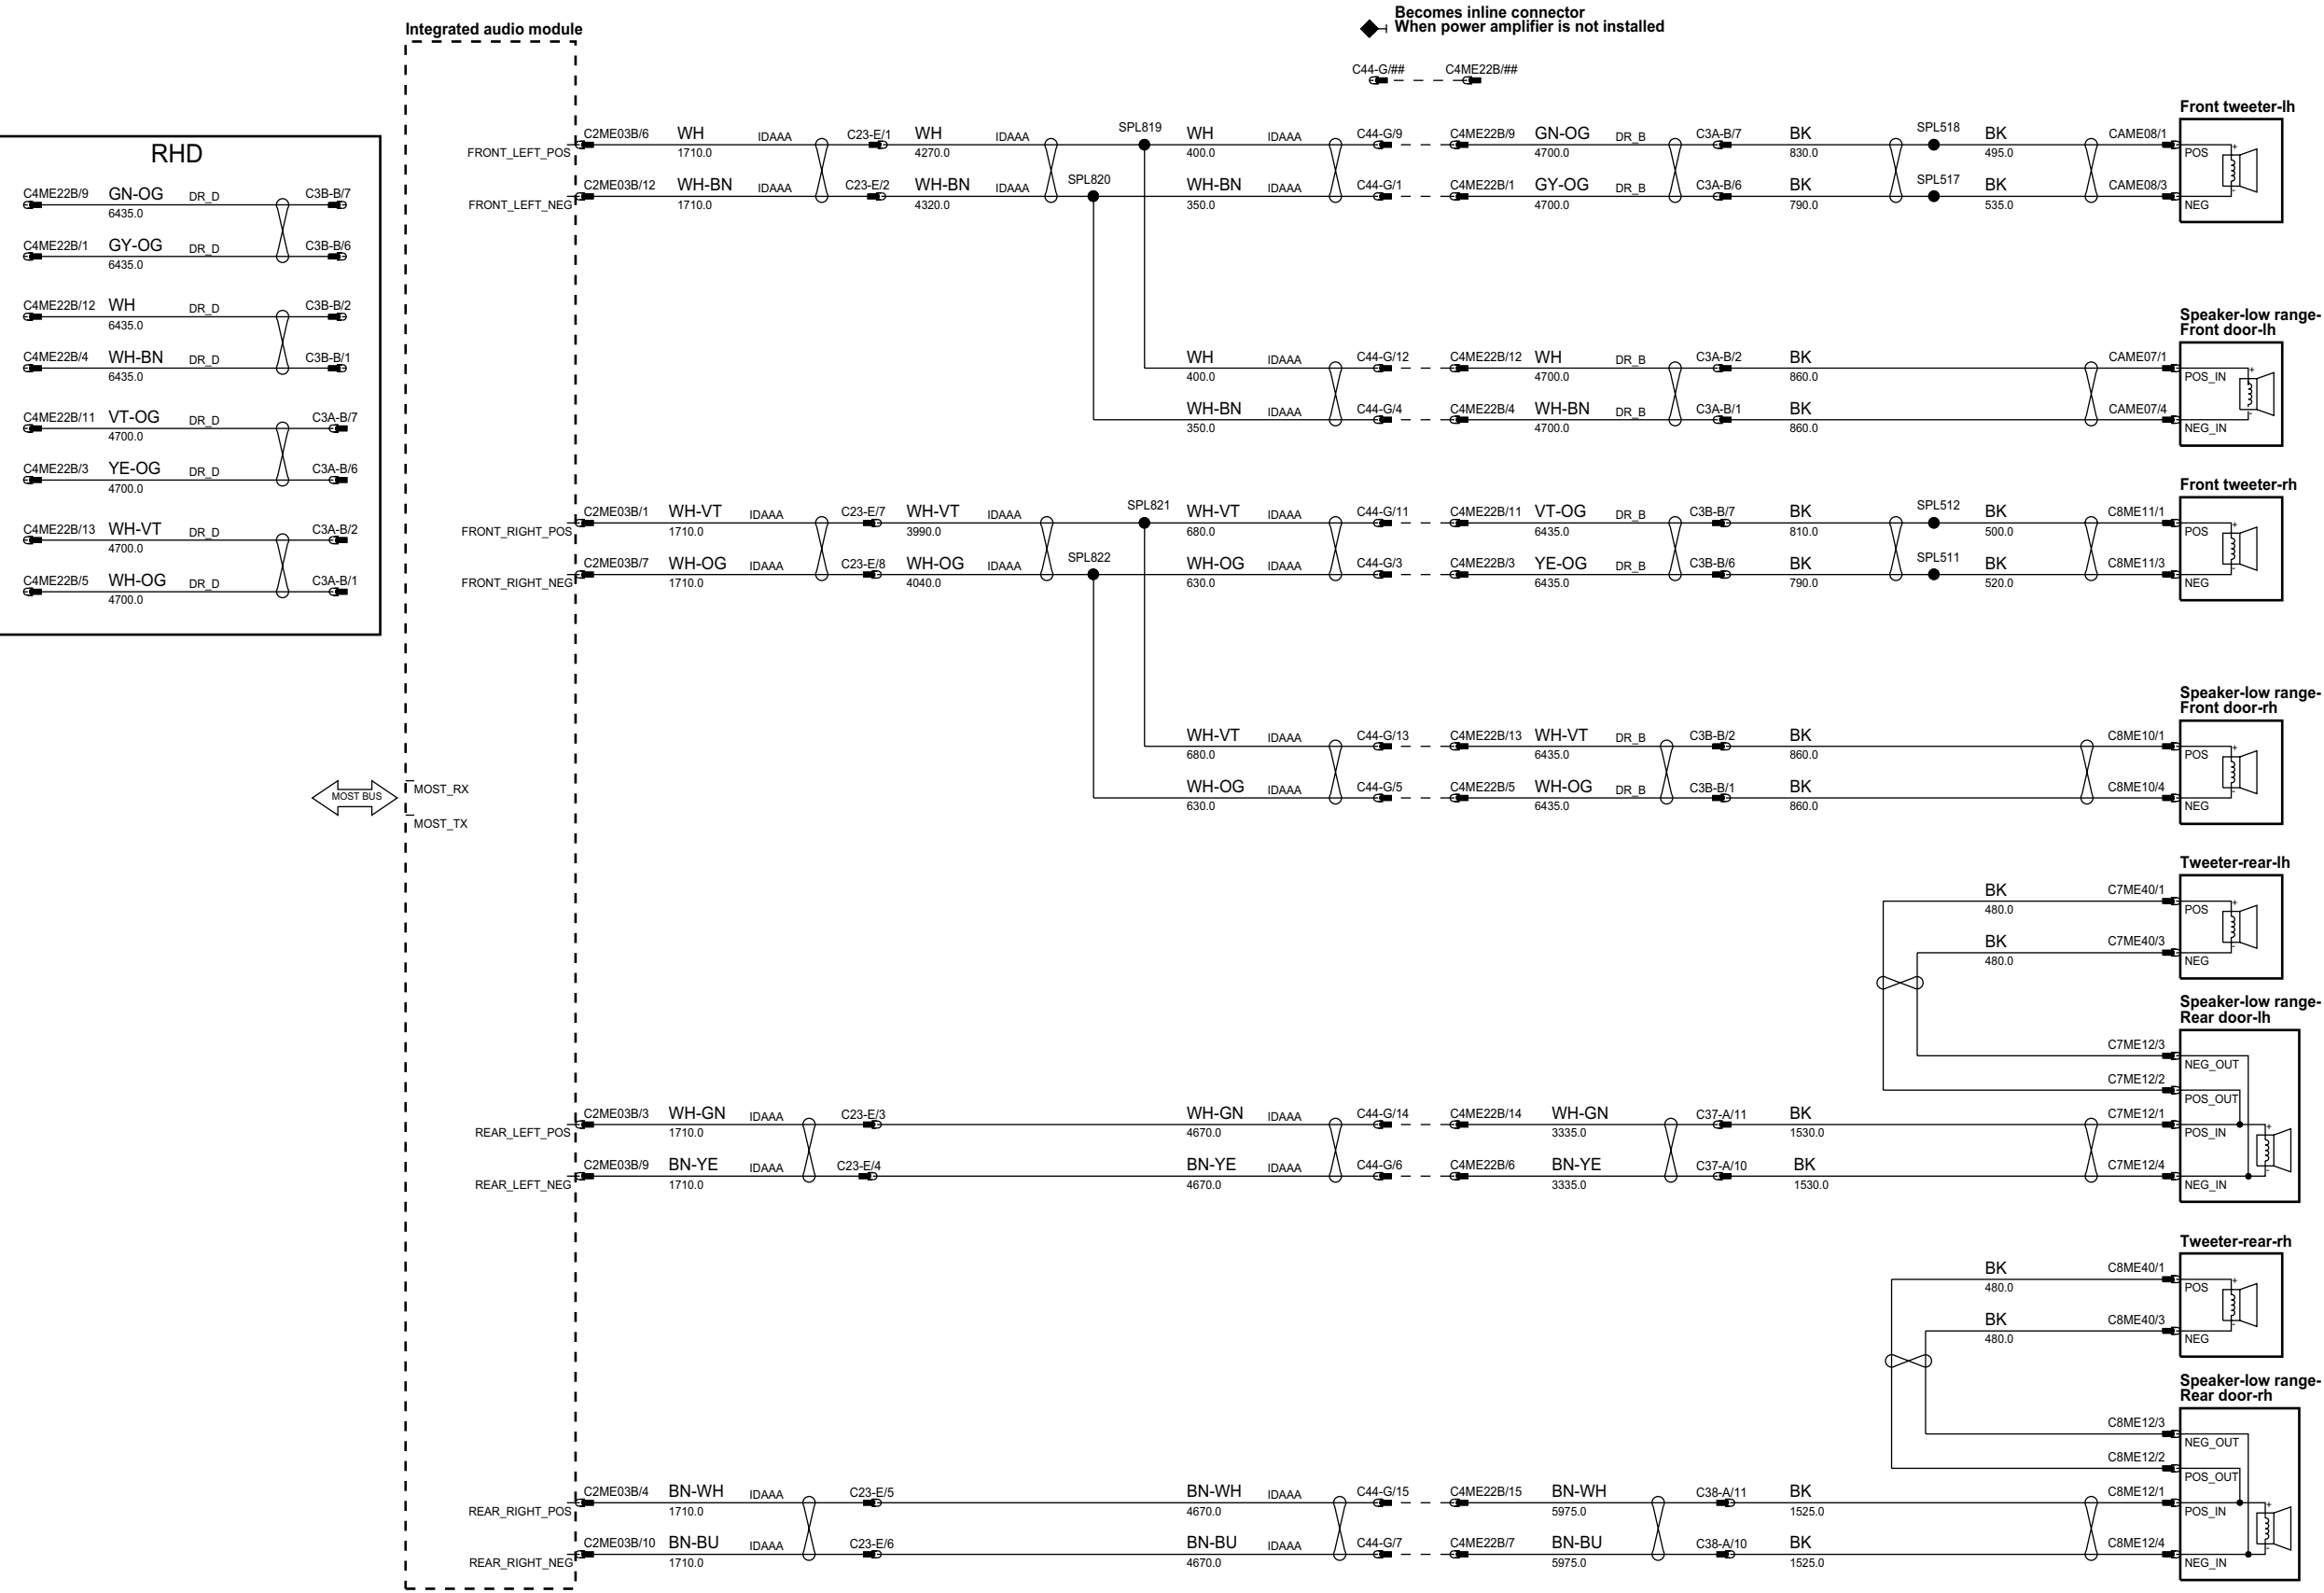 Becomes inline connector
When power amplifier is not installed
C44-G/## C4ME22B/##
Integrated audio module
RHD
C4ME22B/9 GN-OG DR_D C3B-B/7
6435.0
C4ME22B/1 GY-OG DR_D C3B-B/6
6435.0
C4ME22B/12 WH DR_D C3B-B/2
6435.0
C4ME22B/4 WH-BN DR_D C3B-B/1
6435.0
C4ME22B/11 VT-OG DR_D C3A-B/7
4700.0
C4ME22B/3 YE-OG DR_D C3A-B/6
4700.0
C4ME22B/13 WH-VT DR_D C3A-B/2
4700.0
C4ME22B/5 WH-OG DR_D C3A-B/1
4700.0
MOST BUS
MOST_RX
MOST_TX
Front tweeter-lh
FRONT_LEFT_POS C2ME03B/6 WH IDAAA C23-E/1 WH IDAAA SPL819 WH IDAAA C44-G/9 C4ME22B/9 GN-OG DR_B C3A-B/7 BK SPL518 BK CAME08/1 POS + -
1710.0 4270.0 400.0 4700.0 830.0 495.0
FRONT_LEFT_NEG C2ME03B/12 WH-BN IDAAA C23-E/2 WH-BN IDAAA SPL820 WH-BN IDAAA C44-G/1 C4ME22B/1 GY-OG DR_B C3A-B/6 BK SPL517 BK CAME08/3 NEG
1710.0 4320.0 350.0 4700.0 790.0 535.0
Speaker-low range-
Front door-lh
WH IDAAA C44-G/12 C4ME22B/12 WH DR_B C3A-B/2 BK CAME07/1 POS_IN + -
400.0 4700.0 860.0
WH-BN IDAAA C44-G/4 C4ME22B/4 WH-BN DR_B C3A-B/1 BK CAME07/4 NEG_IN
350.0 4700.0 860.0
Front tweeter-rh
FRONT_RIGHT_POS C2ME03B/1 WH-VT IDAAA C23-E/7 WH-VT IDAAA SPL821 WH-VT IDAAA C44-G/11 C4ME22B/11 VT-OG DR_B C3B-B/7 BK SPL512 BK C8ME11/1 POS + -
1710.0 3990.0 680.0 6435.0 810.0 500.0
FRONT_RIGHT_NEG C2ME03B/7 WH-OG IDAAA C23-E/8 WH-OG IDAAA SPL822 WH-OG IDAAA C44-G/3 C4ME22B/3 YE-OG DR_B C3B-B/6 BK SPL511 BK C8ME11/3 NEG
1710.0 4040.0 630.0 6435.0 790.0 520.0
Speaker-low range-
Front door-rh
WH-VT IDAAA C44-G/13 C4ME22B/13 WH-VT DR_B C3B-B/2 BK C8ME10/1 POS + -
680.0 6435.0 860.0
WH-OG IDAAA C44-G/5 C4ME22B/5 WH-OG DR_B C3B-B/1 BK C8ME10/4 NEG
630.0 6435.0 860.0
Tweeter-rear-lh
BK C7ME40/1 POS + -
480.0
BK C7ME40/3 NEG
480.0
Speaker-low range-
Rear door-lh
C7ME12/3 NEG_OUT
C7ME12/2 POS_OUT
REAR_LEFT_POS C2ME03B/3 WH-GN IDAAA C23-E/3 WH-GN IDAAA C44-G/14 C4ME22B/14 WH-GN C37-A/11 BK C7ME12/1 POS_IN + -
1710.0 4670.0 3335.0 1530.0
REAR_LEFT_NEG C2ME03B/9 BN-YE IDAAA C23-E/4 BN-YE IDAAA C44-G/6 C4ME22B/6 BN-YE C37-A/10 BK C7ME12/4 NEG_IN
1710.0 4670.0 3335.0 1530.0
Tweeter-rear-rh
BK C8ME40/1 POS + -
480.0
BK C8ME40/3 NEG
480.0
Speaker-low range-
Rear door-rh
C8ME12/3 NEG_OUT
C8ME12/2 POS_OUT
REAR_RIGHT_POS C2ME03B/4 BN-WH IDAAA C23-E/5 BN-WH IDAAA C44-G/15 C4ME22B/15 BN-WH C38-A/11 BK C8ME12/1 POS_IN + -
1710.0 4670.0 5975.0 1525.0
REAR_RIGHT_NEG C2ME03B/10 BN-BU IDAAA C23-E/6 BN-BU IDAAA C44-G/7 C4ME22B/7 BN-BU C38-A/10 BK C8ME12/4 NEG_IN
1710.0 4670.0 5975.0 1525.0